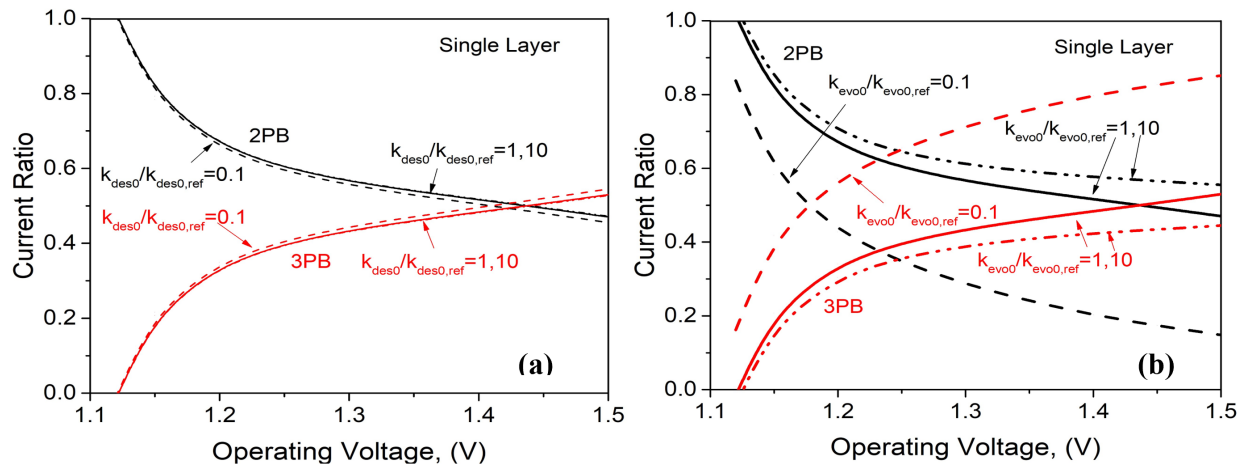 1.0
0.8
0.6
0.4
0.2
0.0
Current Ratio
Single Layer
2PB
k_des0/k_des0,ref=0.1
k_des0/k_des0,ref=1,10
k_des0/k_des0,ref=0.1
3PB
k_des0/k_des0,ref=1,10
(a)
1.1 1.2 1.3 1.4 1.5
Operating Voltage, (V)
1.0
0.8
0.6
0.4
0.2
0.0
Current Ratio
Single Layer
2PB
k_evo0/k_evo0,ref=0.1
k_evo0/k_evo0,ref=1,10
k_evo0/k_evo0,ref=0.1
k_evo0/k_evo0,ref=1,10
3PB
(b)
1.1 1.2 1.3 1.4 1.5
Operating Voltage, (V)